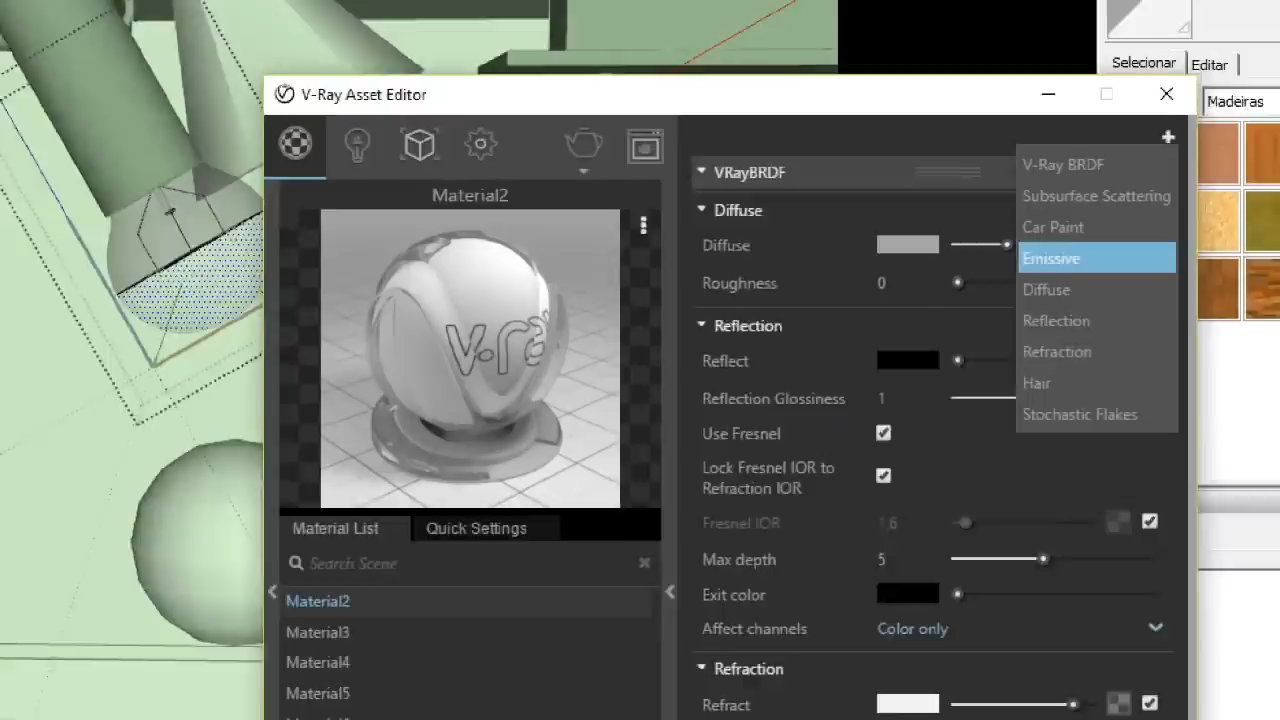 Selecionar
Editar
V-Ray Asset Editor
Madeiras
Material2
v.ra
Material List
Quick Settings
Search Scene
Material2
Material3
Material4
Material5
VRayBRDF
Diffuse
Diffuse
Roughness 0
Reflection
Reflect
Reflection Glossiness 1
Use Fresnel
Lock Fresnel IOR to
Refraction IOR
Fresnel IOR 1,6
Max depth 5
Exit color
Affect channels Color only
Refraction
Refract
V-Ray BRDF
Subsurface Scattering
Car Paint
Emissive
Diffuse
Reflection
Refraction
Hair
Stochastic Flakes